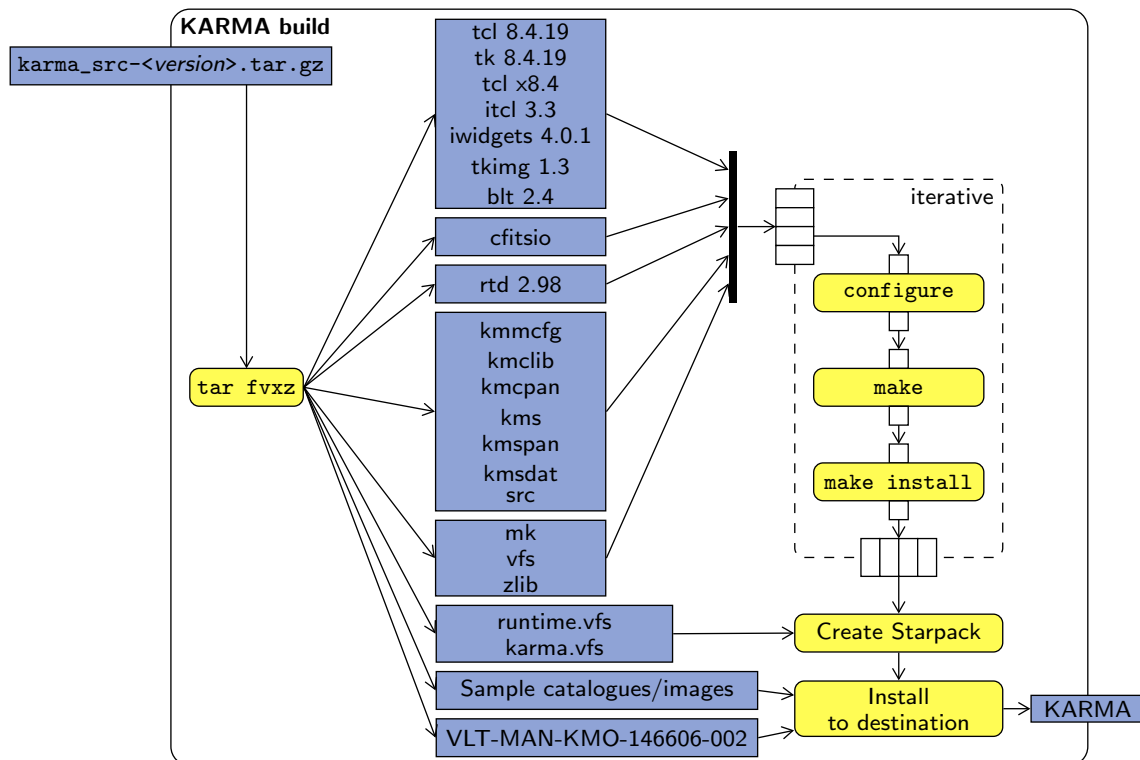 KARMA build
karma_src-<version>.tar.gz
tcl 8.4.19
tk 8.4.19
tcl x8.4
itcl 3.3
iwidgets 4.0.1
tkimg 1.3
blt 2.4
cfitsio
rtd 2.98
kmmcfg
kmclib
kmcpan
kms
kmspan
kmsdat
src
mk
vfs
zlib
runtime.vfs
karma.vfs
Sample catalogues/images
VLT-MAN-KMO-146606-002
tar fvxz
iterative
configure
make
make install
Create Starpack
Install
to destination
KARMA